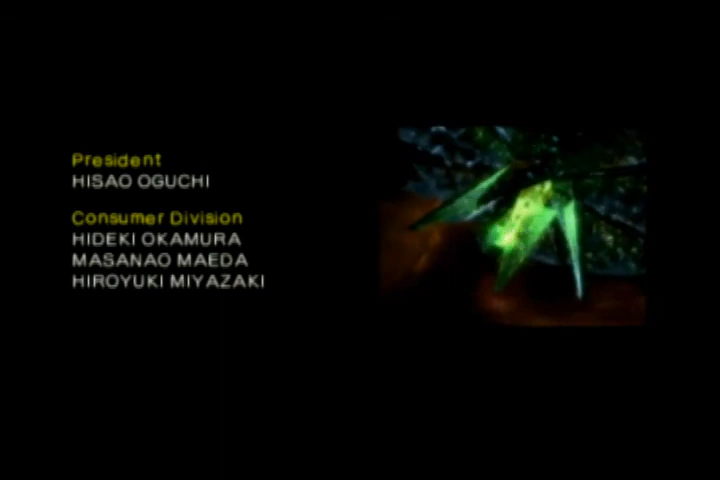 President
HISAO OGUCHI
Consumer Division
HIDEKI OKAMURA
MASANAO MAEDA
HIROYUKI MIYAZAKI